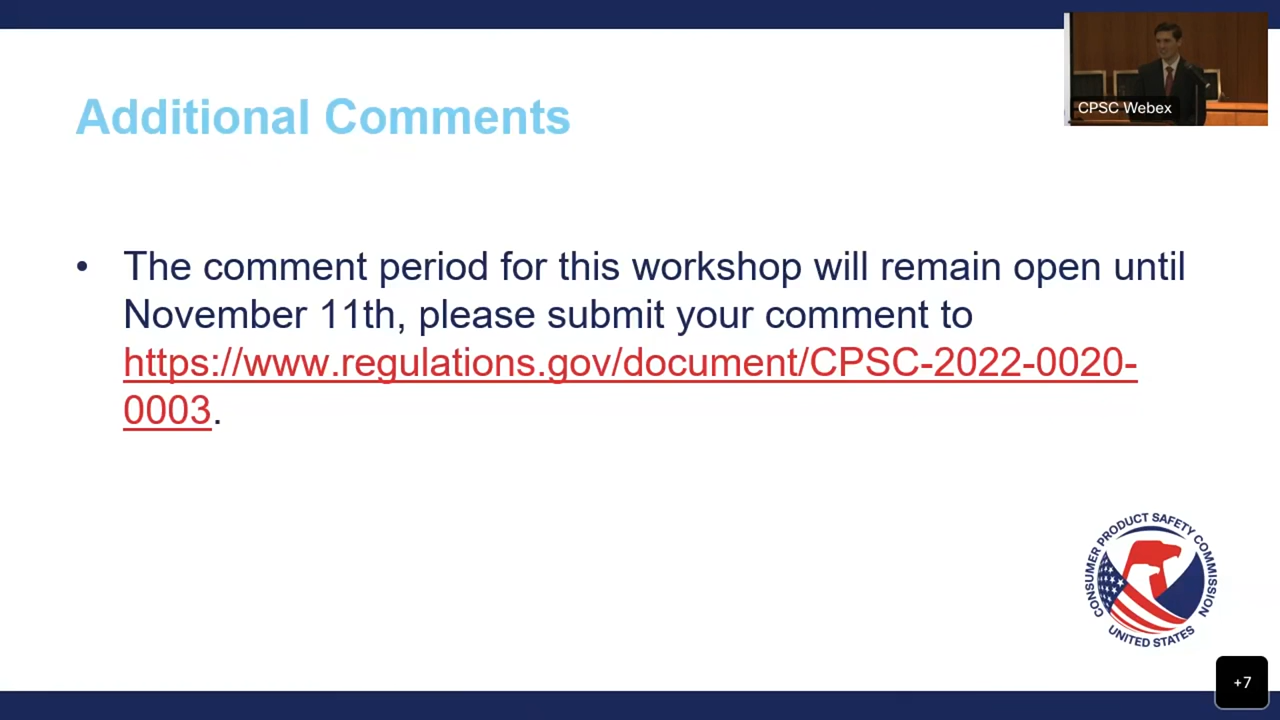 CPSC Webex
Additional Comments
• The comment period for this workshop will remain open until
November 11th, please submit your comment to
https://www.regulations.gov/document/CPSC-2022-0020-
0003.
CONSUMER PRODUCT SAFETY COMMISSION
UNITED STATES
+7